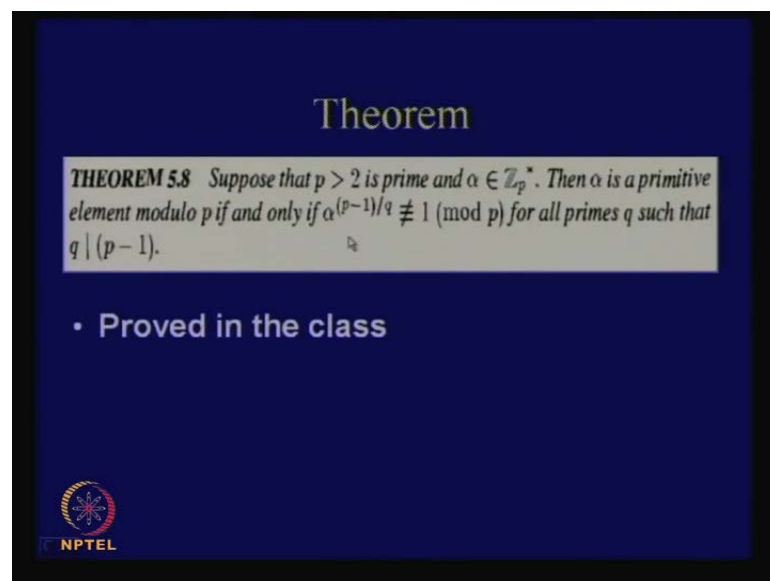 Theorem
THEOREM 5.8 Suppose that p > 2 is prime and α ∈ ℤₚ*. Then α is a primitive
element modulo p if and only if α^(p−1)/q ≢ 1 (mod p) for all primes q such that
q | (p − 1).
• Proved in the class
NPTEL